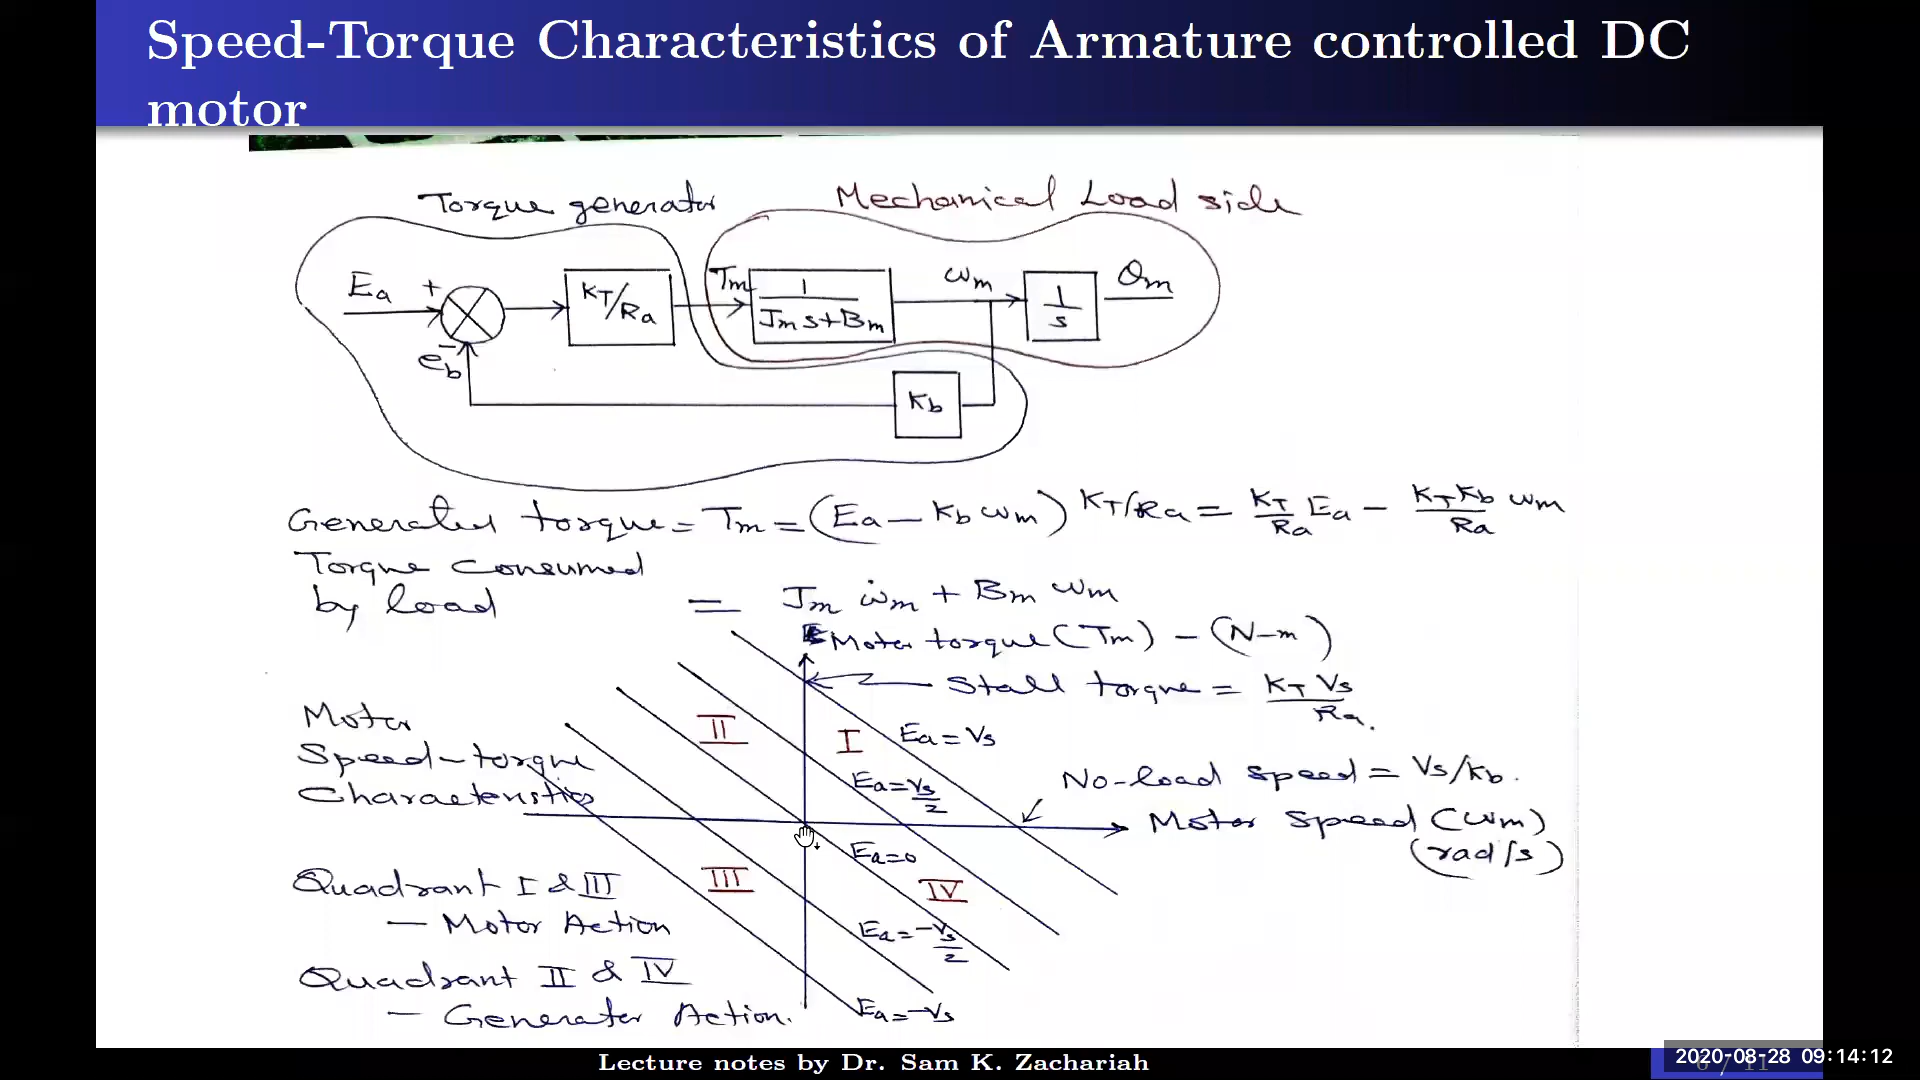 Speed-Torque Characteristics of Armature controlled DC
motor
Torque generator
Mechanical Load side
Ea
+
KT/Ra
Tm
1
Jm s+Bm
ωm
1
s
θm
-
eb
Kb
Generated torque = Tm = (Ea – Kb ωm) KT/Ra = KT/Ra Ea – KT Kb/Ra ωm
Torque consumed
by load = Jm ω̇m + Bm ωm
Motor torque (Tm) – (N-m)
Stall torque = KT Vs/Ra.
Motor
Speed-torque
Characteristics
II
I
Ea = Vs
Ea = Vs/2
No-load speed = Vs/Kb.
Motor Speed (ωm)
(rad/s)
Ea=0
III
IV
Quadrant I & III
– Motor Action
Ea = -Vs/2
Quadrant II & IV
– Generator Action.
Ea = -Vs
Lecture notes by Dr. Sam K. Zachariah
2020-08-28 09:14:12